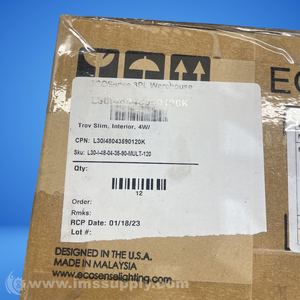 EcoSense 3PL Warehouse
L30I48043590120K
EC
Trov Slim, Interior, 4W/
CPN: L30I48043590120K
Sku: L30-I-48-04-35-90-MULT-120
Qty:
12
Order:
Rmks:
RCP Date: 01/18/23
Lot #:
DESIGNED IN THE U.S.A.
MADE IN MALAYSIA
www.ecosenselighting.com
© www.imssupply.com